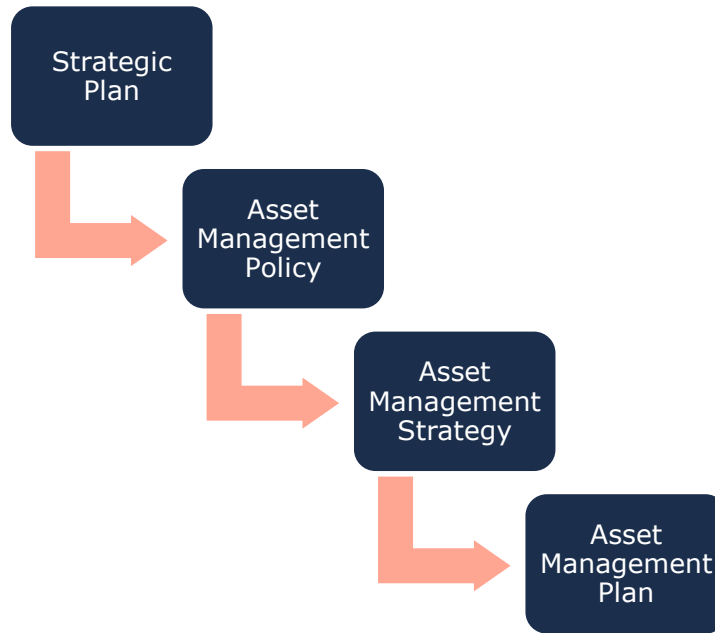 Strategic
Plan
Asset
Management
Policy
Asset
Management
Strategy
Asset
Management
Plan